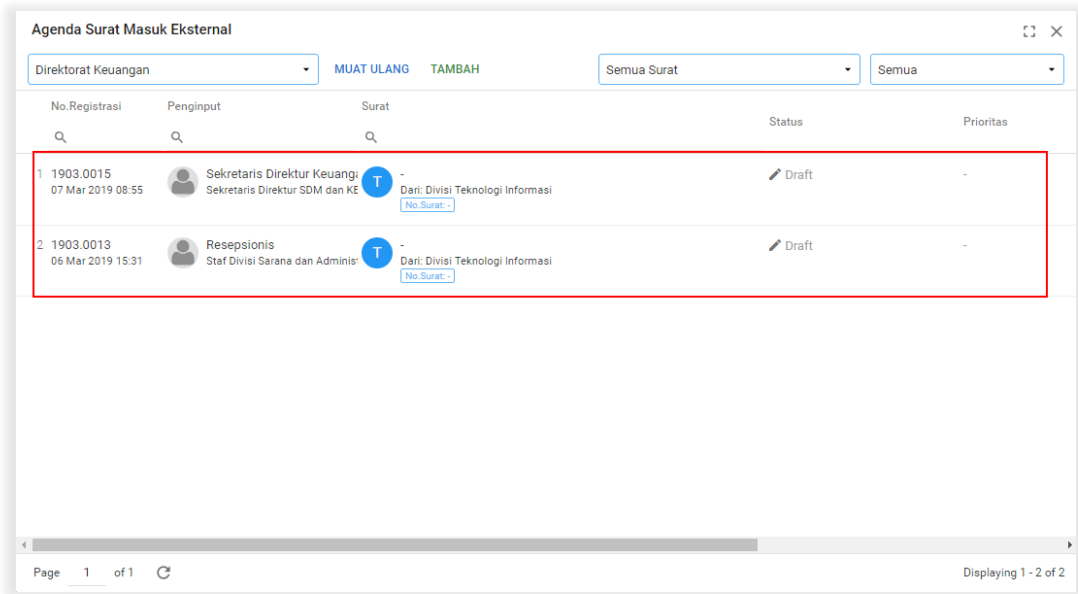 Agenda Surat Masuk Eksternal
Direktorat Keuangan MUAT ULANG TAMBAH Semua Surat Semua
No.Registrasi Penginput Surat Status Prioritas
1 1903.0015 Sekretaris Direktur Keuanga T - Draft -
07 Mar 2019 08:55 Sekretaris Direktur SDM dan KE Dari: Divisi Teknologi Informasi
No.Surat: -
2 1903.0013 Resepsionis T - Draft -
06 Mar 2019 15:31 Staf Divisi Sarana dan Adminis Dari: Divisi Teknologi Informasi
No.Surat: -
Page 1 of 1 Displaying 1 - 2 of 2